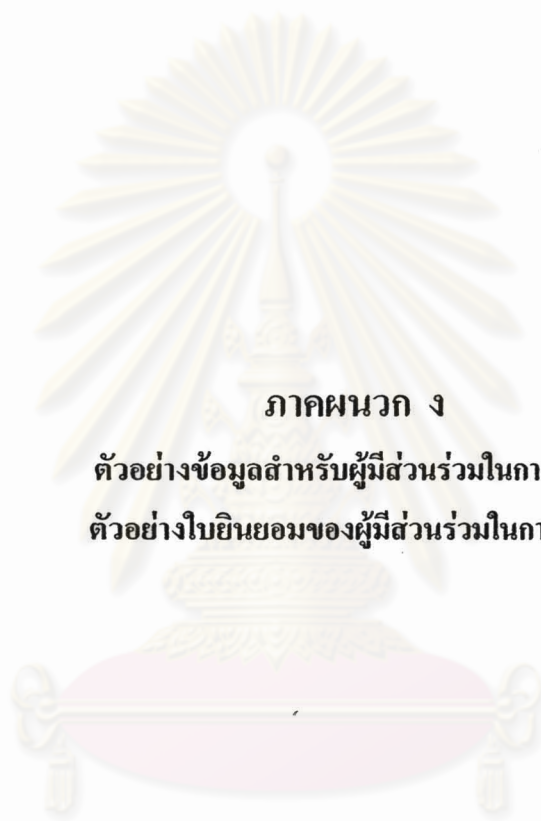 ภาคผนวก ง
ตัวอย่างข้อมูลสำหรับผู้มีส่วนร่วมในกา
ตัวอย่างใบยินยอมของผู้มีส่วนร่วมในกา